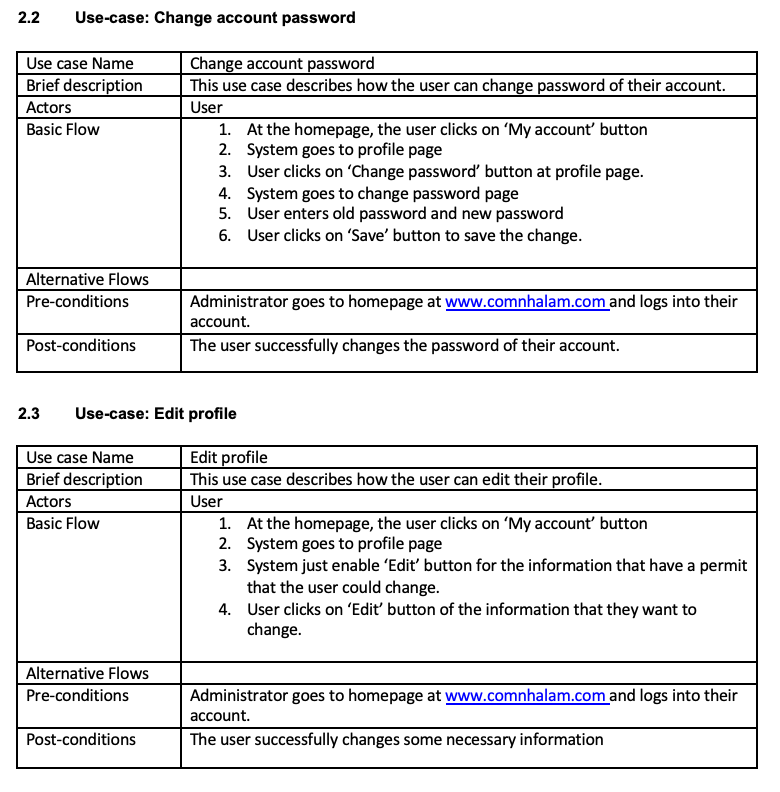 2.2 Use-case: Change account password
Use case Name Change account password
Brief description This use case describes how the user can change password of their account.
Actors User
Basic Flow 1. At the homepage, the user clicks on ‘My account’ button
2. System goes to profile page
3. User clicks on ‘Change password’ button at profile page.
4. System goes to change password page
5. User enters old password and new password
6. User clicks on ‘Save’ button to save the change.
Alternative Flows
Pre-conditions Administrator goes to homepage at www.comnhalam.com and logs into their
account.
Post-conditions The user successfully changes the password of their account.
2.3 Use-case: Edit profile
Use case Name Edit profile
Brief description This use case describes how the user can edit their profile.
Actors User
Basic Flow 1. At the homepage, the user clicks on ‘My account’ button
2. System goes to profile page
3. System just enable ‘Edit’ button for the information that have a permit
that the user could change.
4. User clicks on ‘Edit’ button of the information that they want to
change.
Alternative Flows
Pre-conditions Administrator goes to homepage at www.comnhalam.com and logs into their
account.
Post-conditions The user successfully changes some necessary information